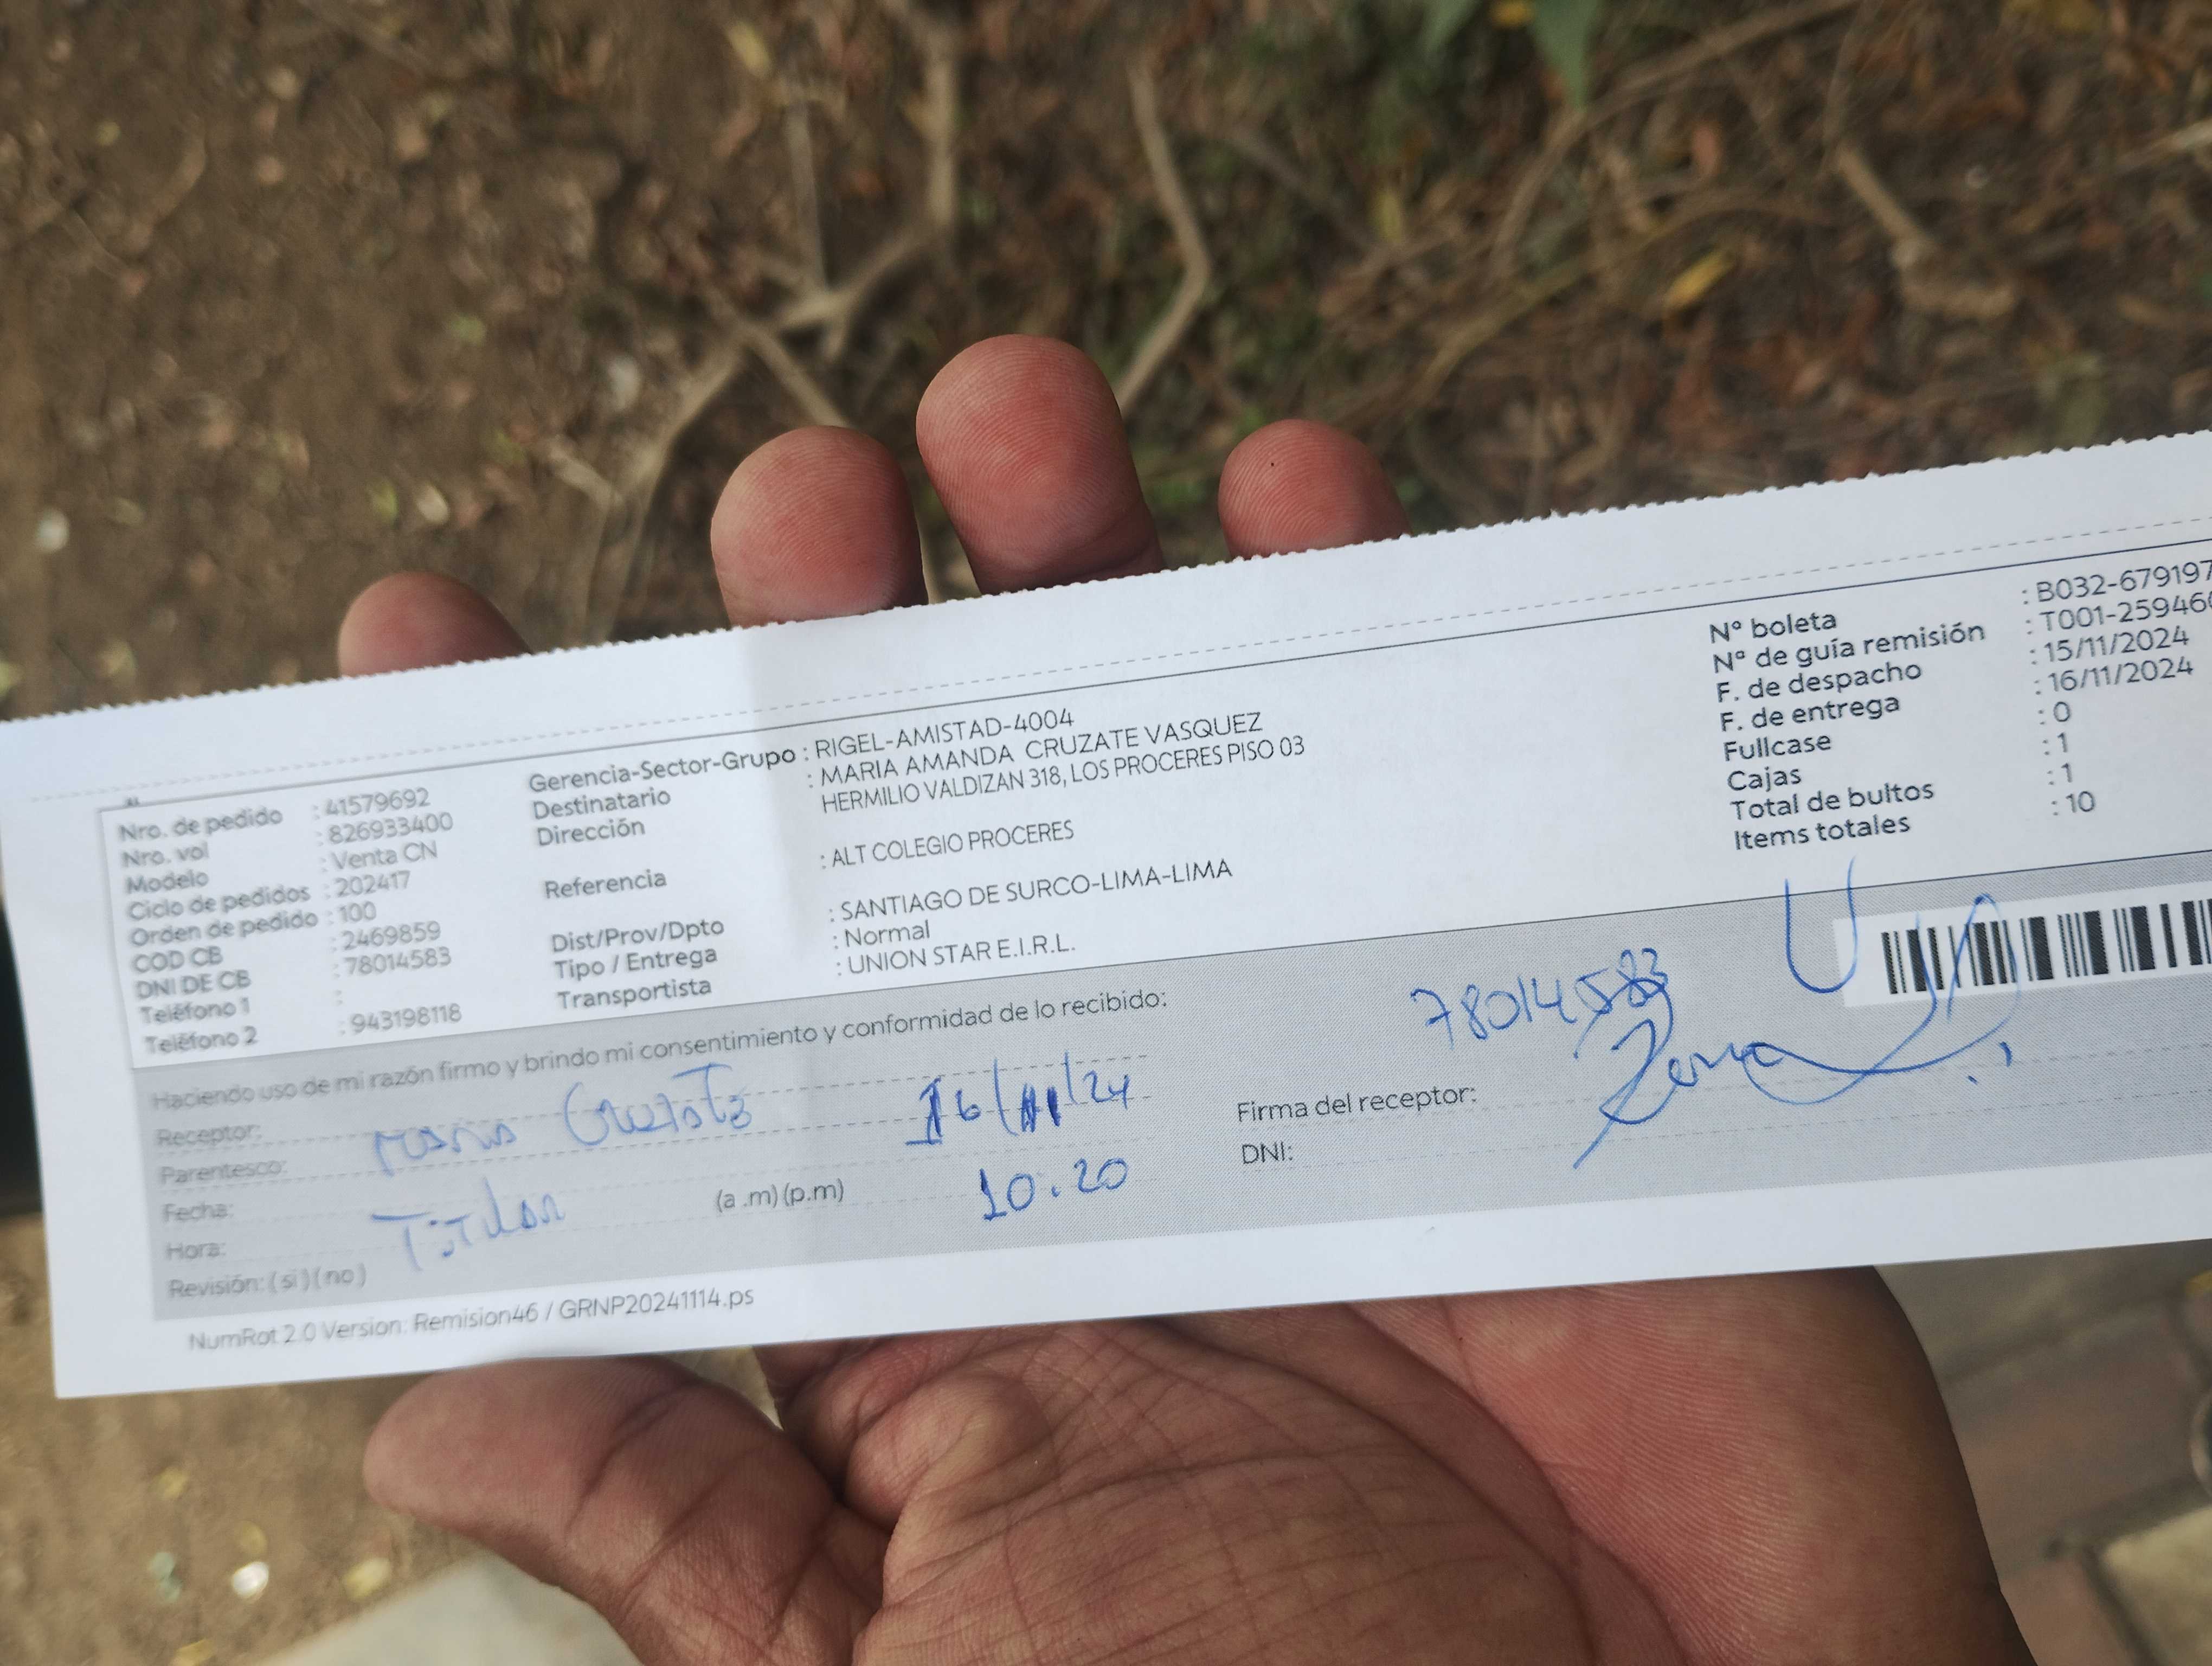 Nro. de pedido : 41579692
Nro. vol : 826933400
Modelo : Venta CN
Ciclo de pedidos : 202417
Orden de pedido : 100
COD CB : 2469859
DNI DE CB : 78014583
Teléfono 1 :
Teléfono 2 : 943198118
Gerencia-Sector-Grupo : RIGEL-AMISTAD-4004
Destinatario : MARIA AMANDA CRUZATE VASQUEZ
Dirección HERMILIO VALDIZAN 318, LOS PROCERES PISO 03
Referencia : ALT COLEGIO PROCERES
Dist/Prov/Dpto : SANTIAGO DE SURCO-LIMA-LIMA
Tipo / Entrega : Normal
Transportista : UNION STAR E.I.R.L.
N° boleta : B032-679197
N° de guía remisión : T001-259460
F. de despacho : 15/11/2024
F. de entrega : 16/11/2024
Fullcase : 0
Cajas : 1
Total de bultos : 1
Items totales : 10
Haciendo uso de mi razón firmo y brindo mi consentimiento y conformidad de lo recibido:
Receptor:
Parentesco:
Fecha: 16/11/24
Hora: (a .m) (p.m) 10.20
Titular
Revisión: ( si ) ( no )
78014583
Firma del receptor:
DNI:
NumRot 2.0 Version: Remision46 / GRNP20241114.ps